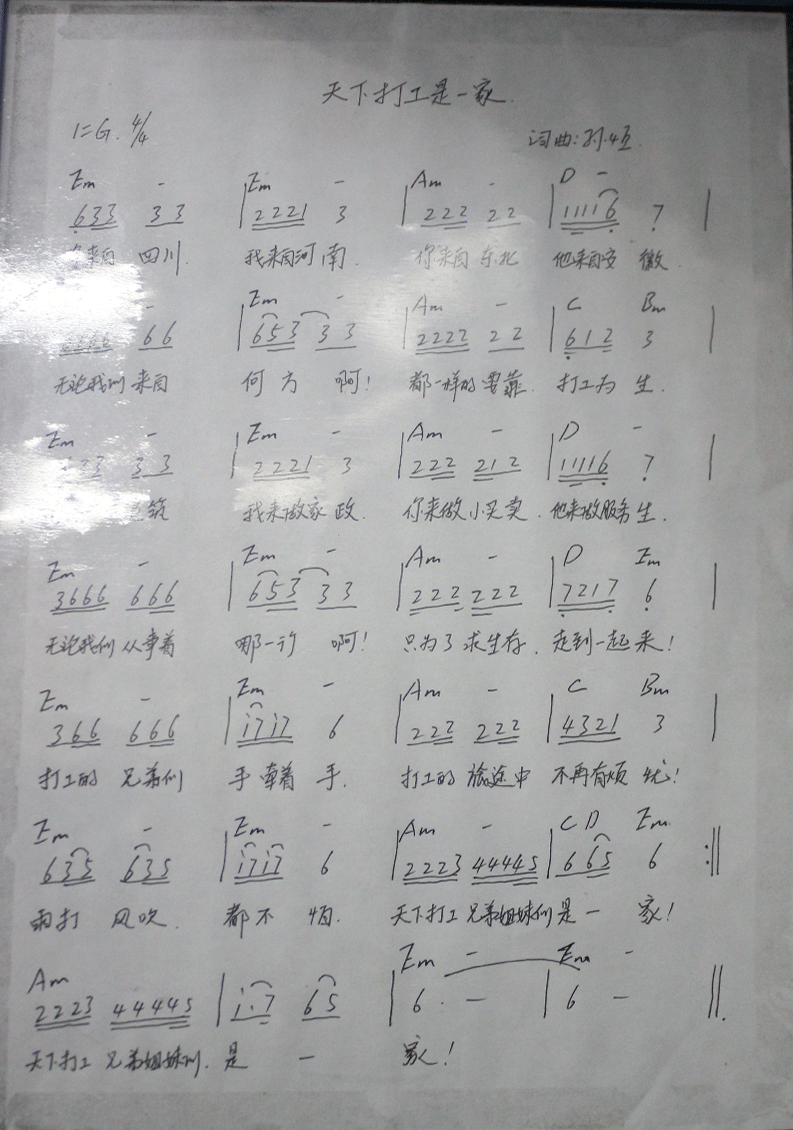 天下打工是一家.
1=G. 4/4 词曲:孙恒.
Em - | Em - | Am - | D -
633 33 | 2221 3 | 222 22 | 11116 7 |
来自 四川. 我来自河南. 你来自东北 他来自安徽.
- | Em - | Am - | C Bm
66 | 653 33 | 2222 22 | 612 3 |
无论我们来自 何方 啊! 都一样的要靠. 打工为生.
Em - | Em - | Am - | D -
33 | 2221 3 | 222 212 | 1116 7 |
筑 我来做家政. 你来做小买卖. 他来做服务生.
Em - | Em - | Am - | D Em
3666 666 | 653 33 | 222 222 | 7217 6 |
无论我们从事着 哪一行 啊! 只为了求生存. 走到一起来!
Em - | Em - | Am - | C Bm
366 666 | i7i7 6 | 222 222 | 4321 3 |
打工的 兄弟们 手牵着手. 打工的 旅途中 不再有烦忧!
Em - | Em - | Am - | C D Em
635 635 | i7i7 6 | 2223 44445 | 665 6 :||
雨打 风吹. 都不怕. 天下打工 兄弟姐妹们是一 家!
Am | Em - | Em -
2223 44445 | i·7 65 | 6 · - | 6 - ||.
天下打工 兄弟姐妹们. 是 一 家!